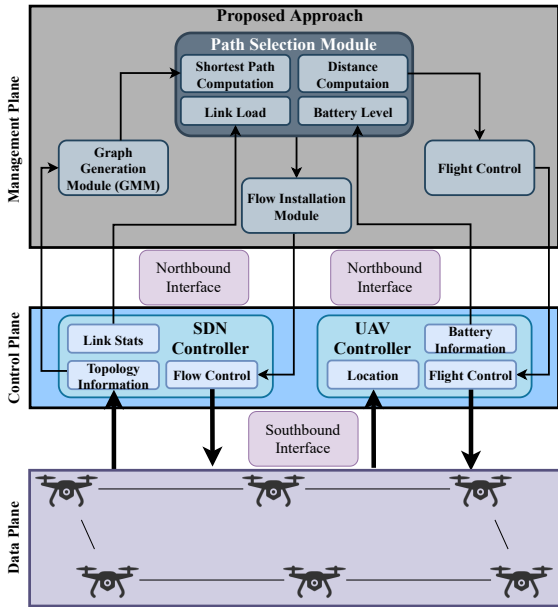 Proposed Approach
Path Selection Module
Shortest Path
Computation
Distance
Computaion
Link Load
Battery Level
Graph
Generation
Module (GMM)
Flow Installation
Module
Flight Control
Management Plane
Northbound
Interface
Northbound
Interface
Control Plane
Link Stats
SDN
Controller
Topology
Information
Flow Control
UAV
Controller
Battery
Information
Location
Flight Control
Southbound
Interface
Data Plane